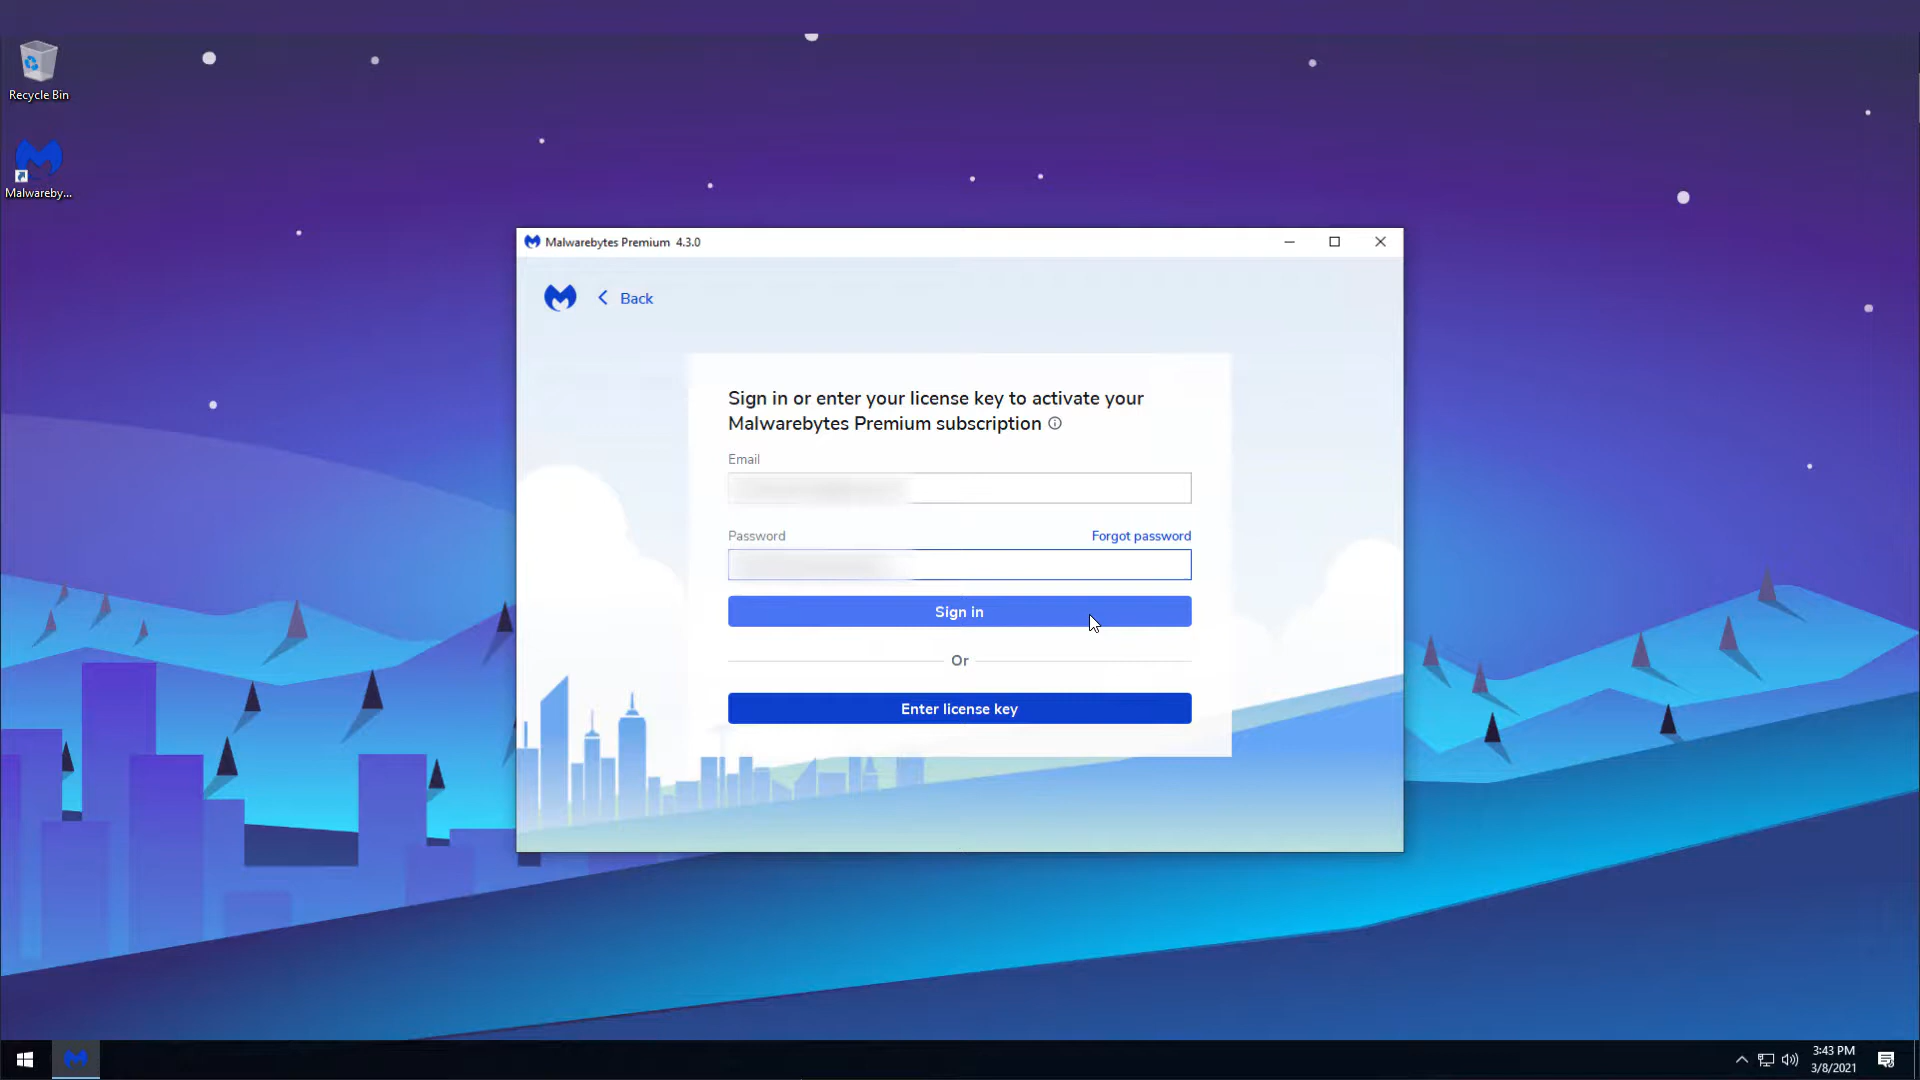 Recycle Bin
Malwareby...
Malwarebytes Premium 4.3.0
Back
Sign in or enter your license key to activate your
Malwarebytes Premium subscription
Email
Password
Forgot password
Sign in
Or
Enter license key
3:43 PM
3/8/2021